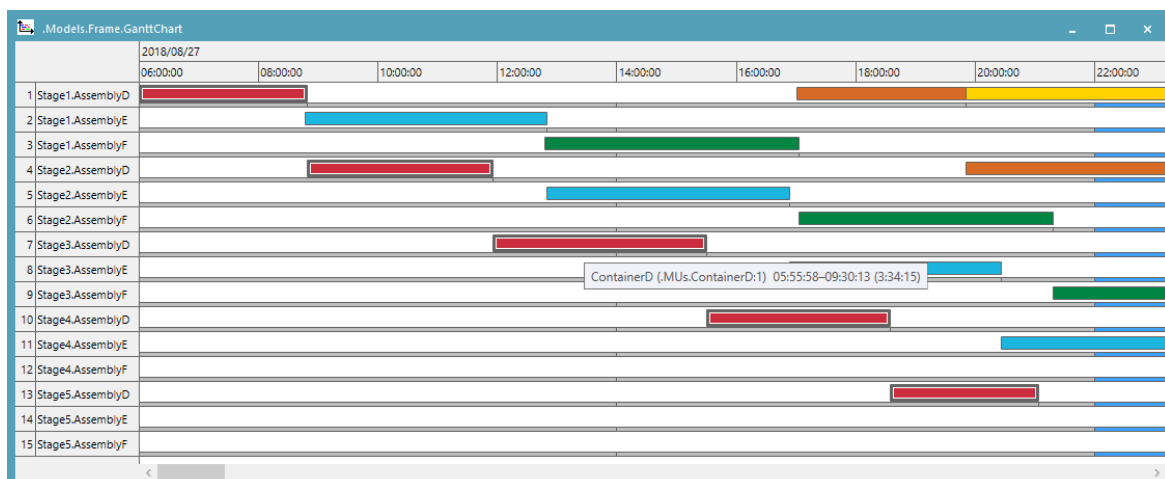 .Models.Frame.GanttChart
2018/08/27
06:00:00 08:00:00 10:00:00 12:00:00 14:00:00 16:00:00 18:00:00 20:00:00 22:00:00
1 Stage1.AssemblyD
2 Stage1.AssemblyE
3 Stage1.AssemblyF
4 Stage2.AssemblyD
5 Stage2.AssemblyE
6 Stage2.AssemblyF
7 Stage3.AssemblyD
8 Stage3.AssemblyE
ContainerD (.MUs.ContainerD:1) 05:55:58–09:30:13 (3:34:15)
9 Stage3.AssemblyF
10 Stage4.AssemblyD
11 Stage4.AssemblyE
12 Stage4.AssemblyF
13 Stage5.AssemblyD
14 Stage5.AssemblyE
15 Stage5.AssemblyF